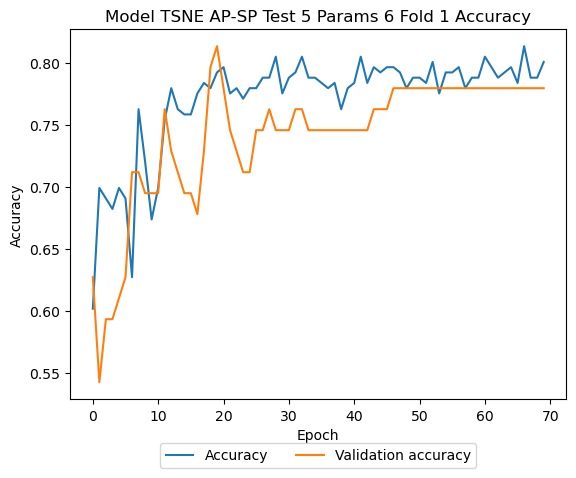 Model TSNE AP-SP Test 5 Params 6 Fold 1 Accuracy
0.80
0.75
0.70
0.65
0.60
0.55
Accuracy
0 10 20 30 40 50 60 70
Epoch
Accuracy Validation accuracy